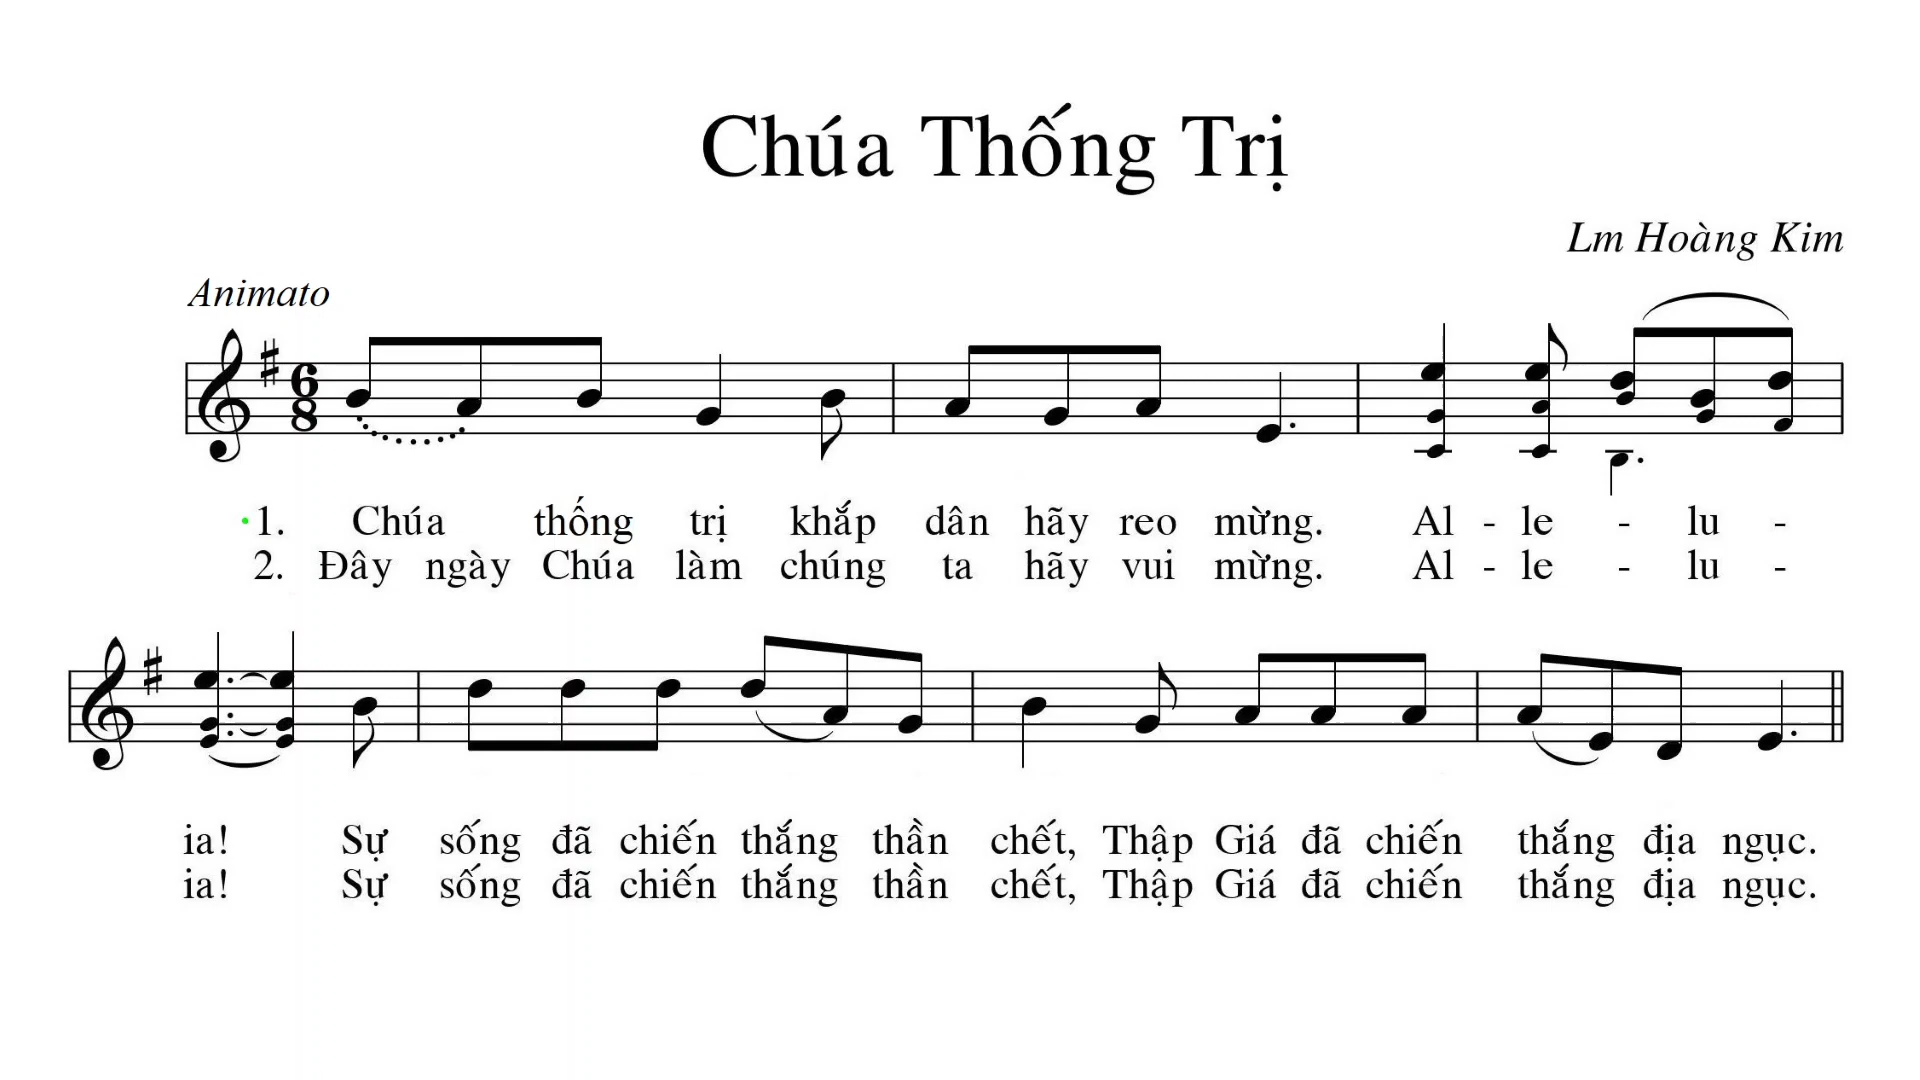 Chúa Thống Trị
Lm Hoàng Kim
Animato
6
8
1. Chúa thống trị khắp dân hãy reo mừng. Al - le - lu -
2. Đây ngày Chúa làm chúng ta hãy vui mừng. Al - le - lu -
ia! Sự sống đã chiến thắng thần chết, Thập Giá đã chiến thắng địa ngục.
ia! Sự sống đã chiến thắng thần chết, Thập Giá đã chiến thắng địa ngục.